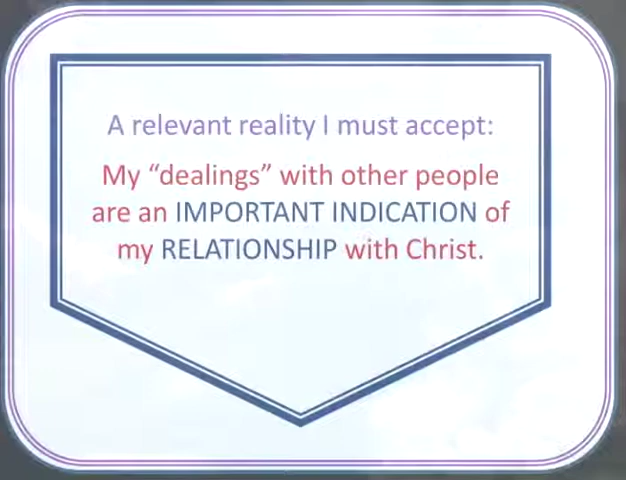 A relevant reality I must accept:
My “dealings” with other people
are an IMPORTANT INDICATION of
my RELATIONSHIP with Christ.